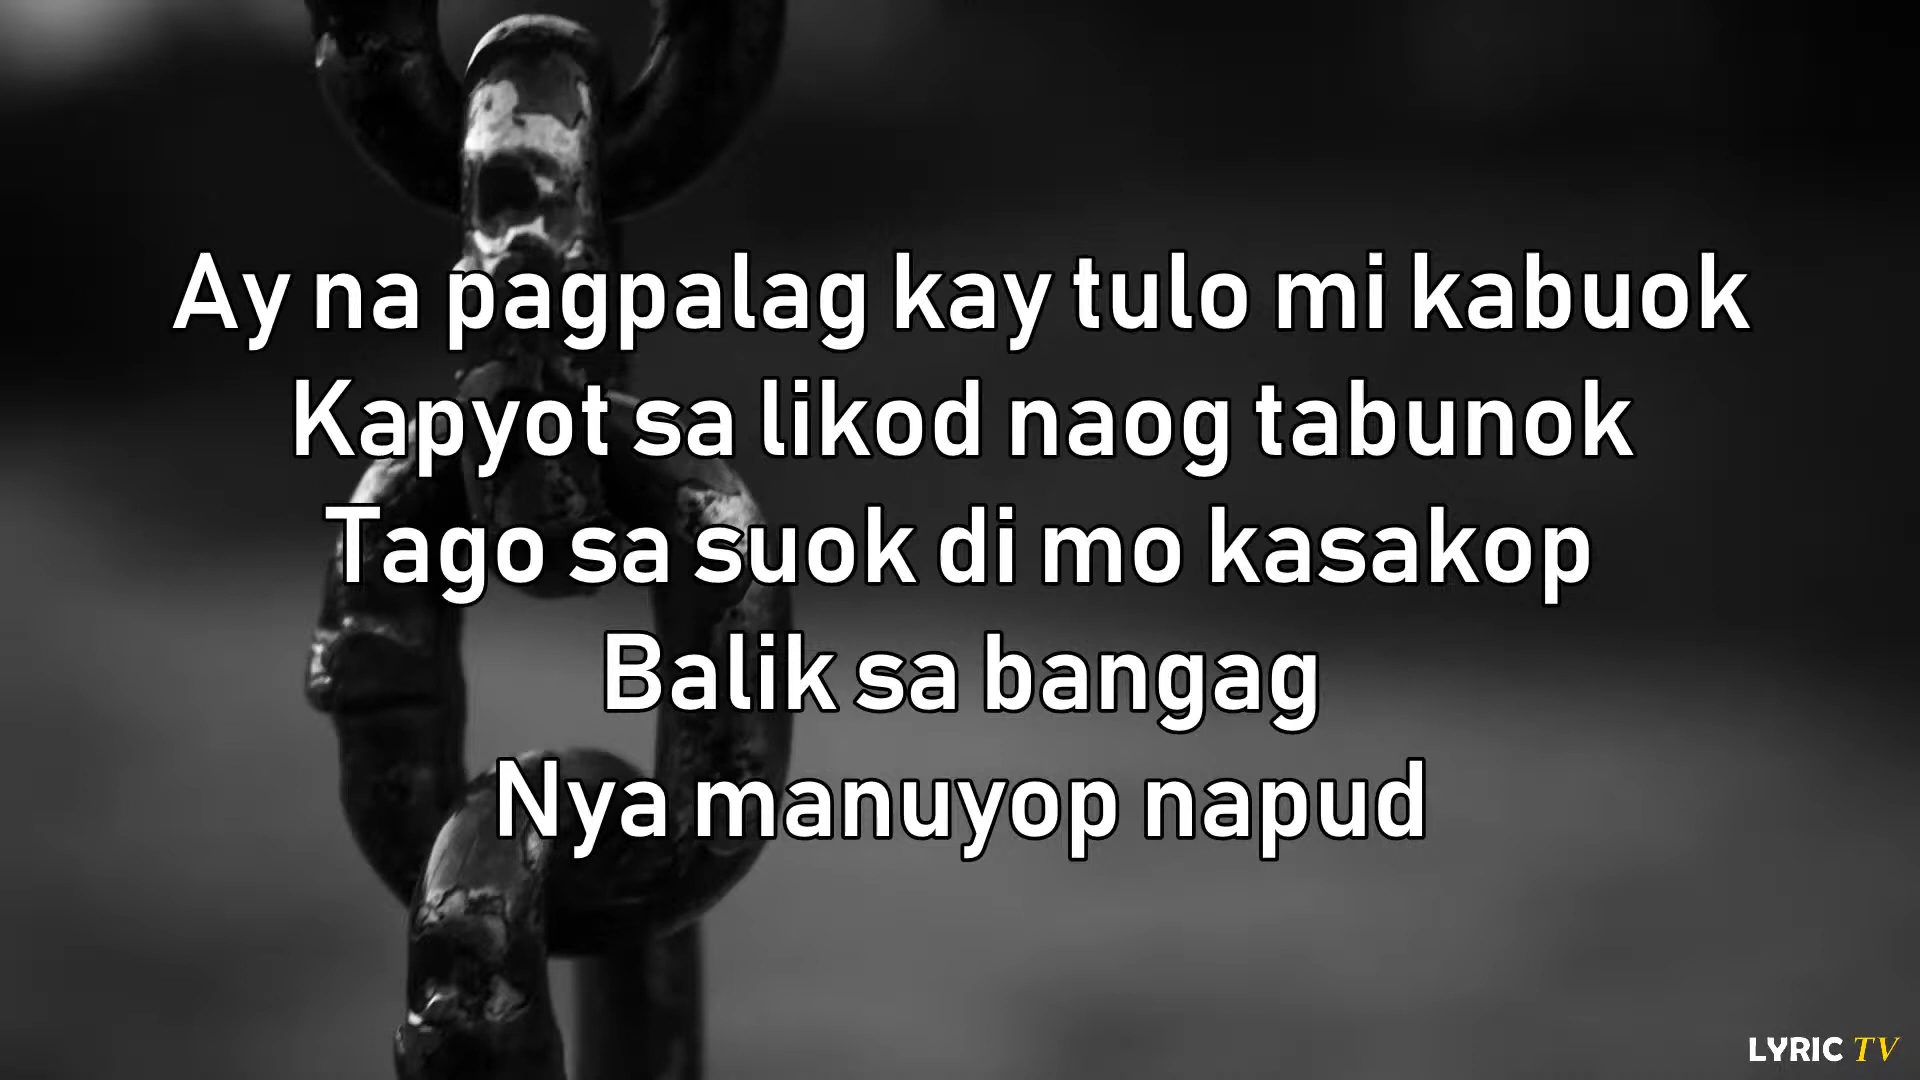 Ay na pagpalag kay tulo mi kabuok
Kapyot sa likod naog tabunok
Tago sa suok di mo kasakop
Balik sa bangag
Nya manuyop napud
LYRIC TV